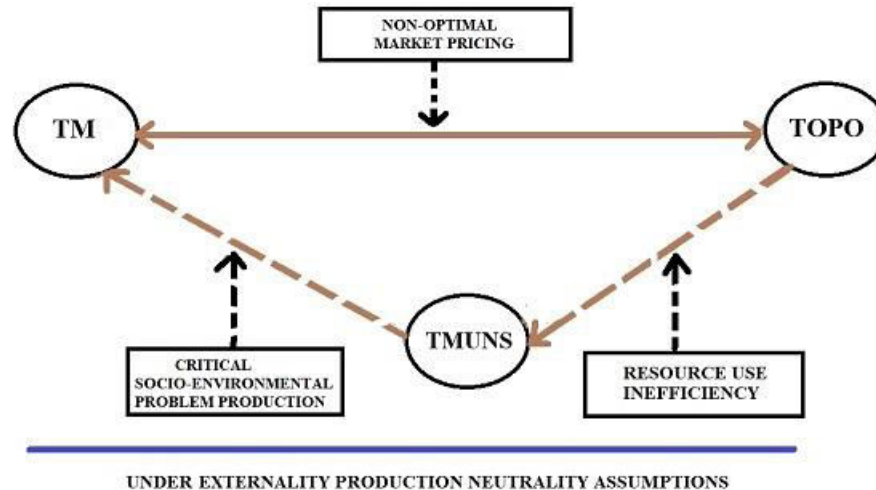 NON-OPTIMAL
MARKET PRICING
TM
TOPO
TMUNS
CRITICAL
SOCIO-ENVIRONMENTAL
PROBLEM PRODUCTION
RESOURCE USE
INEFFICIENCY
UNDER EXTERNALITY PRODUCTION NEUTRALITY ASSUMPTIONS